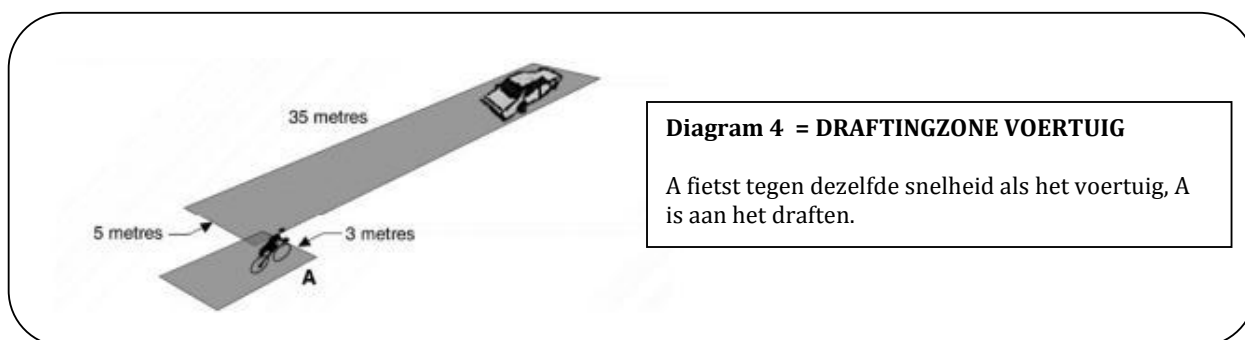 35 metres
5 metres
3 metres
A
Diagram 4 = DRAFTINGZONE VOERTUIG
A fietst tegen dezelfde snelheid als het voertuig, A
is aan het draften.